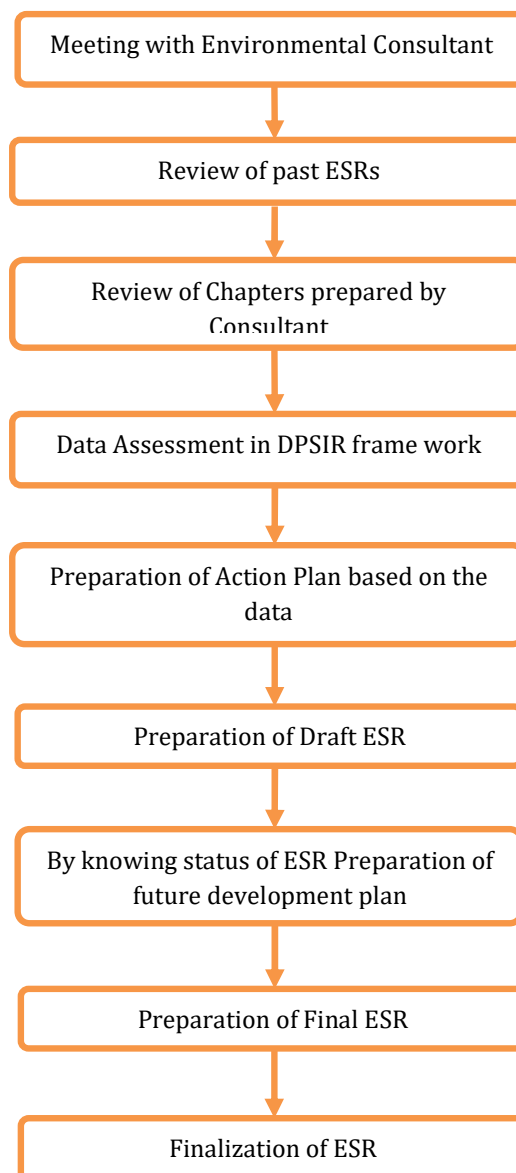 Meeting with Environmental Consultant
Review of past ESRs
Review of Chapters prepared by
Consultant
Data Assessment in DPSIR frame work
Preparation of Action Plan based on the
data
Preparation of Draft ESR
By knowing status of ESR Preparation of
future development plan
Preparation of Final ESR
Finalization of ESR